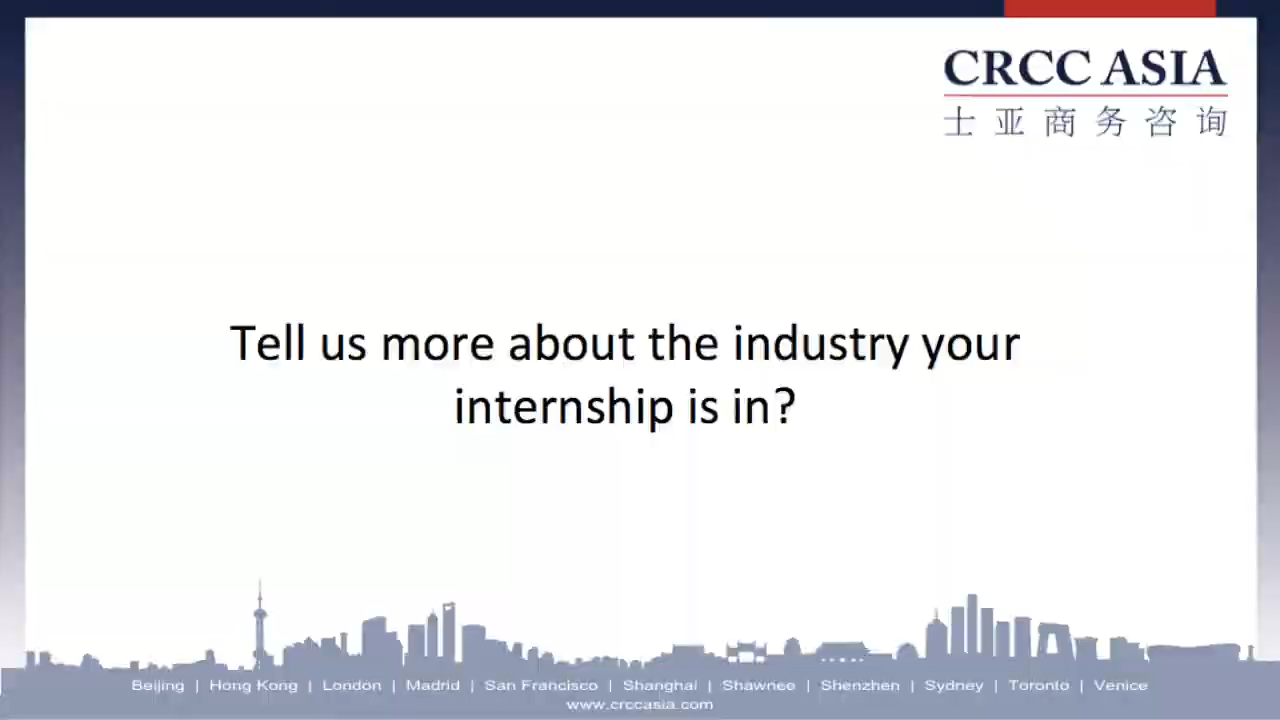 CRCC ASIA
士亚商务咨询
Tell us more about the industry your
internship is in?
Beijing | Hong Kong | London | Madrid | San Francisco | Shanghai | Shawnee | Shenzhen | Sydney | Toronto | Venice
www.crccasia.com